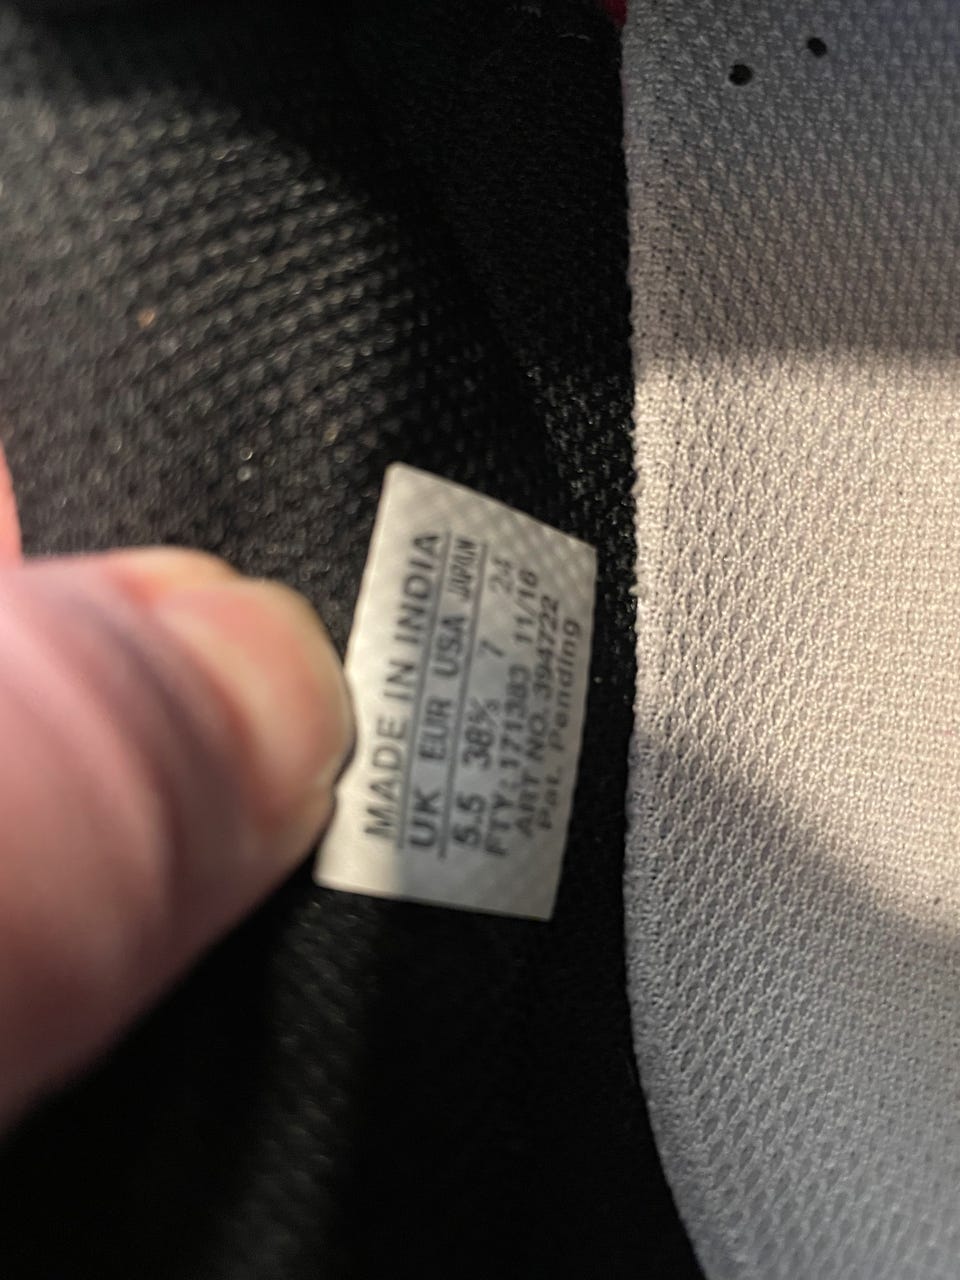 MADE IN INDIA
UK EUR USA JAPAN
5.5 38⅔ 7 24
FTY: 171383 11/16
ART NO. 394722
Pat. Pending